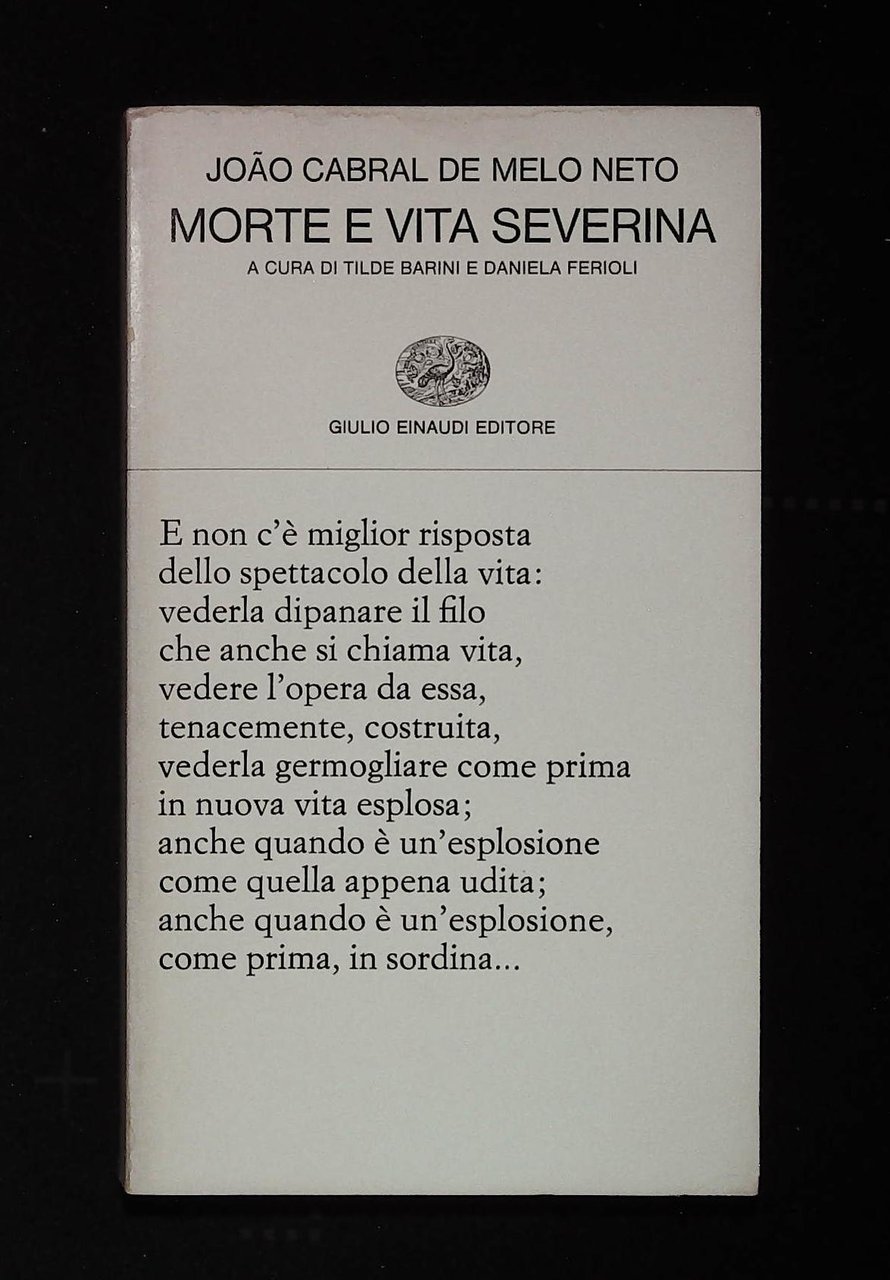 JOÃO CABRAL DE MELO NETO
MORTE E VITA SEVERINA
A CURA DI TILDE BARINI E DANIELA FERIOLI
GIULIO EINAUDI EDITORE
E non c'è miglior risposta
dello spettacolo della vita:
vederla dipanare il filo
che anche si chiama vita,
vedere l'opera da essa,
tenacemente, costruita,
vederla germogliare come prima
in nuova vita esplosa;
anche quando è un'esplosione
come quella appena udita;
anche quando è un'esplosione,
come prima, in sordina...